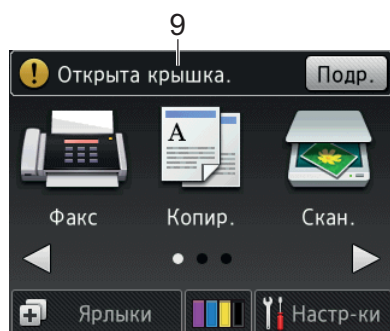 9
Открыта крышка. Подр.
A
Факс Копир. Скан.
Ярлыки Настр-ки